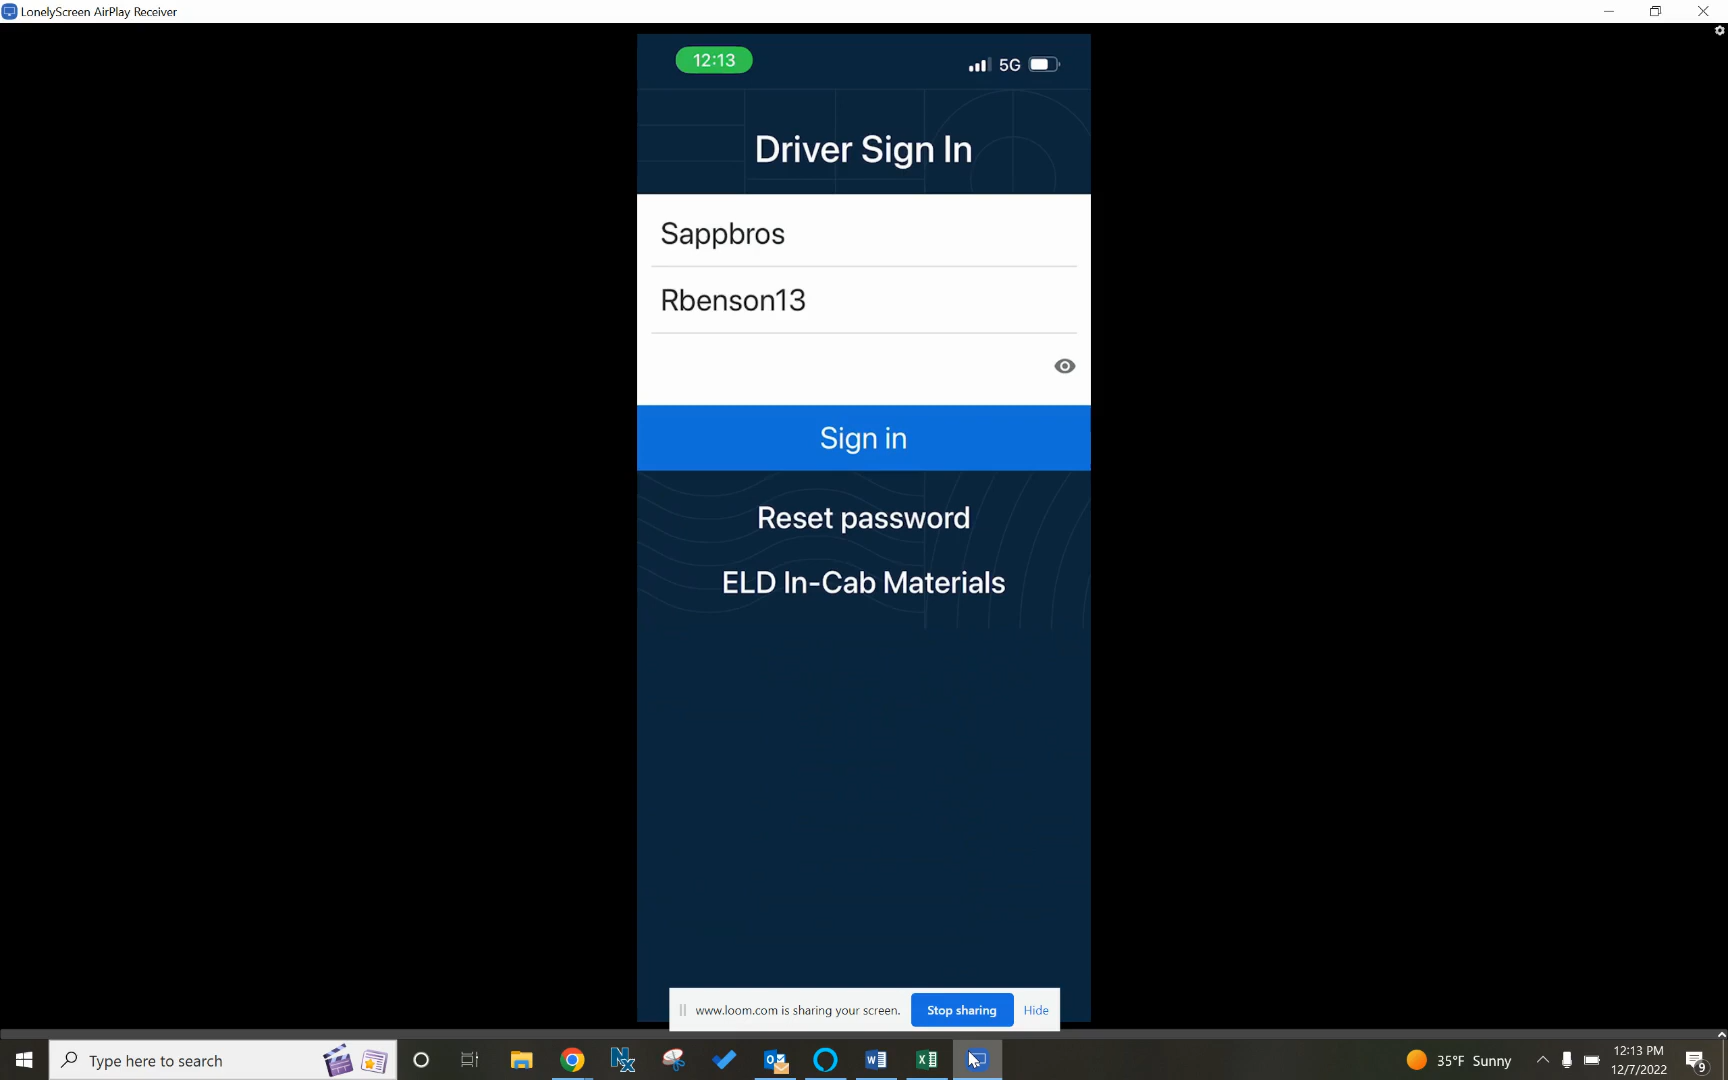 LonelyScreen AirPlay Receiver
12:13
5G
Driver Sign In
Sappbros
Rbenson13
Sign in
Reset password
ELD In-Cab Materials
www.loom.com is sharing your screen.
Stop sharing
Hide
Type here to search
35°F Sunny
12:13 PM
12/7/2022
9